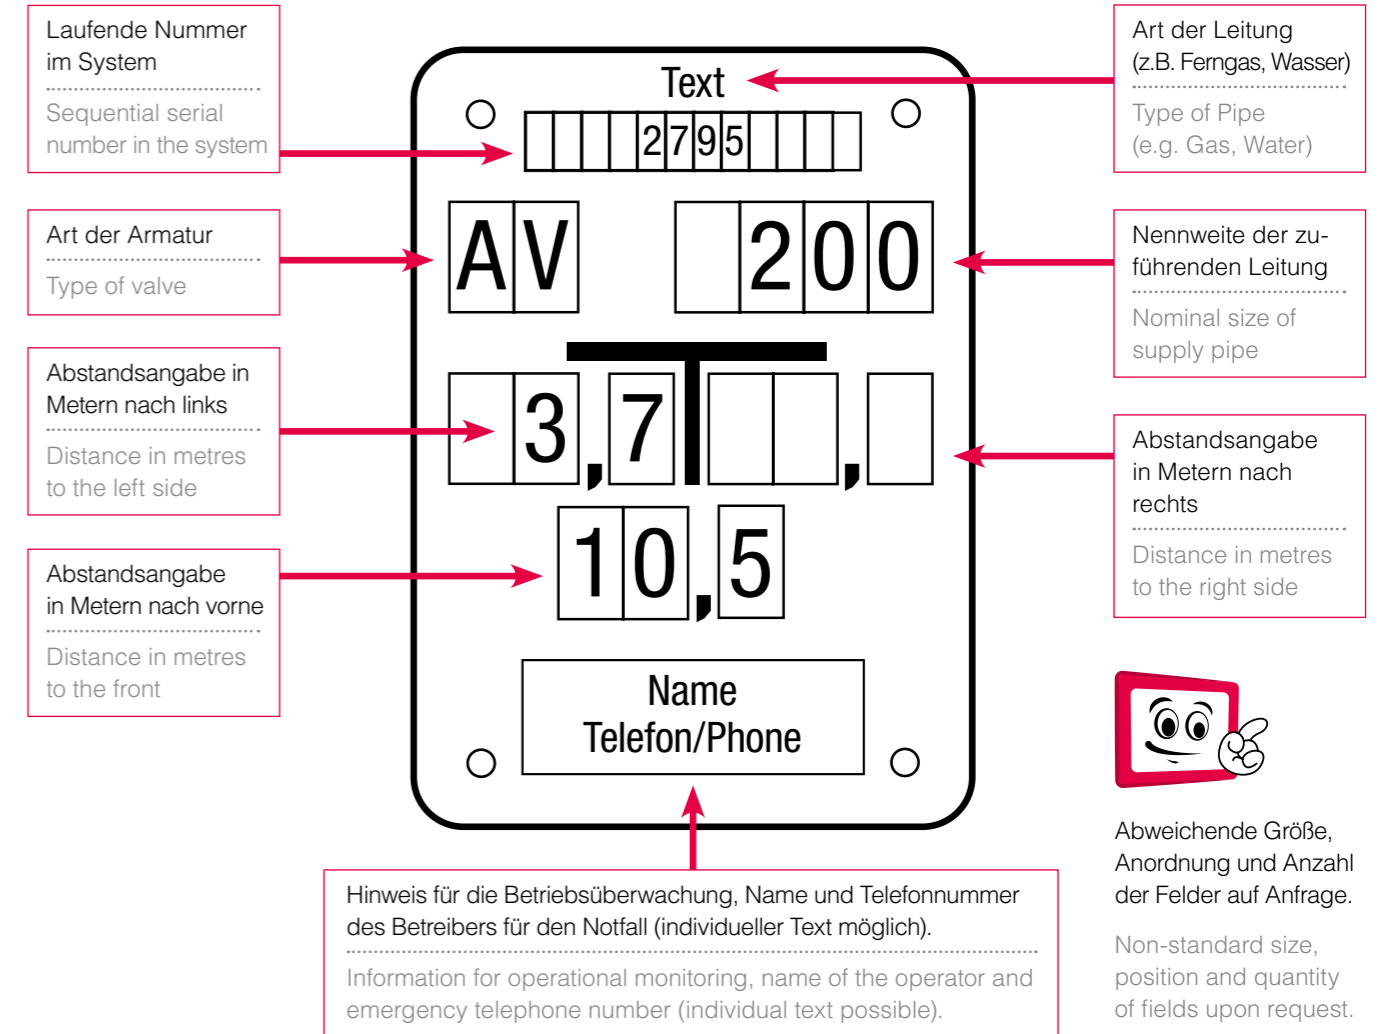 Laufende Nummer
im System
Sequential serial
number in the system
Art der Armatur
Type of valve
Abstandsangabe in
Metern nach links
Distance in metres
to the left side
Abstandsangabe
in Metern nach vorne
Distance in metres
to the front
Text
2795
AV 200
3,7 ,
10,5
Name
Telefon/Phone
Art der Leitung
(z.B. Ferngas, Wasser)
Type of Pipe
(e.g. Gas, Water)
Nennweite der zu-
führenden Leitung
Nominal size of
supply pipe
Abstandsangabe
in Metern nach
rechts
Distance in metres
to the right side
Hinweis für die Betriebsüberwachung, Name und Telefonnummer
des Betreibers für den Notfall (individueller Text möglich).
Information for operational monitoring, name of the operator and
emergency telephone number (individual text possible).
Abweichende Größe,
Anordnung und Anzahl
der Felder auf Anfrage.
Non-standard size,
position and quantity
of fields upon request.